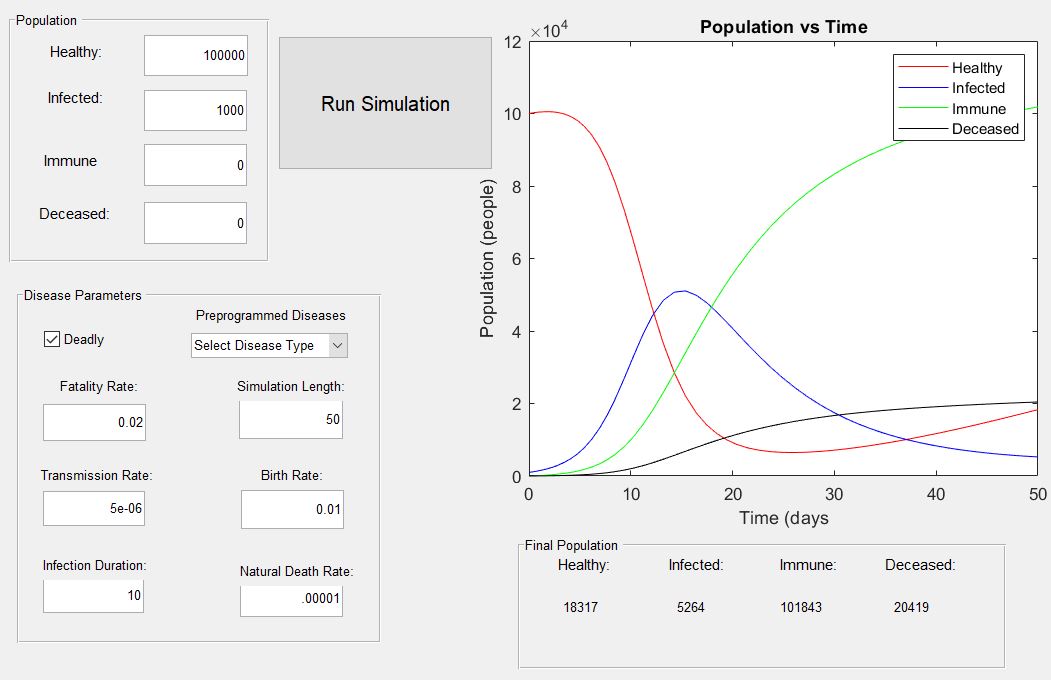 Population
Healthy: 100000
Infected: 1000
Immune 0
Deceased: 0
Run Simulation
Disease Parameters
Deadly
Preprogrammed Diseases
Select Disease Type
Fatality Rate: Simulation Length:
0.02 50
Transmission Rate: Birth Rate:
5e-06 0.01
Infection Duration: Natural Death Rate:
10 .00001
Population vs Time
×10⁴
12
10
8
6
4
2
0
Population (people)
Healthy
Infected
Immune
Deceased
0 10 20 30 40 50
Time (days
Final Population
Healthy: Infected: Immune: Deceased:
18317 5264 101843 20419